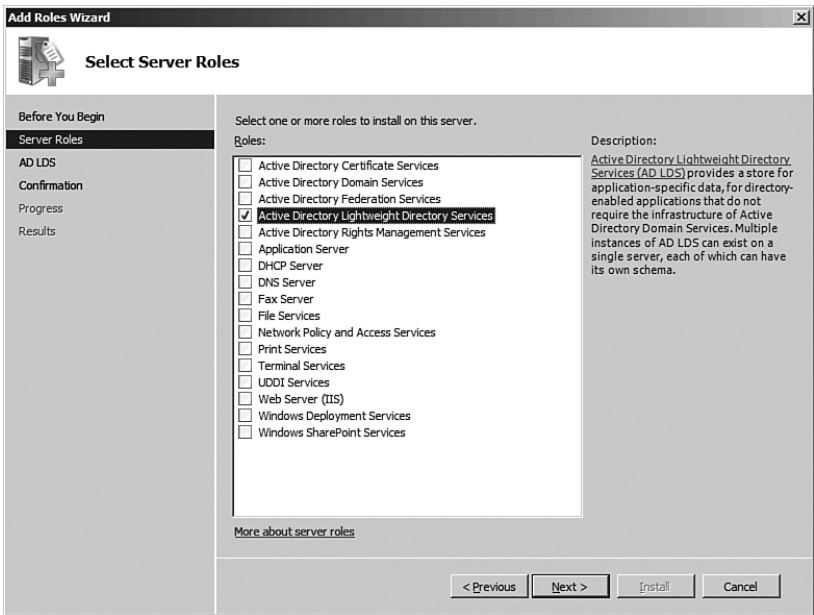 Add Roles Wizard
Select Server Roles
Before You Begin
Server Roles
AD LDS
Confirmation
Progress
Results
Select one or more roles to install on this server.
Roles:
Active Directory Certificate Services
Active Directory Domain Services
Active Directory Federation Services
Active Directory Lightweight Directory Services
Active Directory Rights Management Services
Application Server
DHCP Server
DNS Server
Fax Server
File Services
Network Policy and Access Services
Print Services
Terminal Services
UDDI Services
Web Server (IIS)
Windows Deployment Services
Windows SharePoint Services
More about server roles
Description:
Active Directory Lightweight Directory
Services (AD LDS) provides a store for
application-specific data, for directory-
enabled applications that do not
require the infrastructure of Active
Directory Domain Services. Multiple
instances of AD LDS can exist on a
single server, each of which can have
its own schema.
< Previous
Next >
Install
Cancel